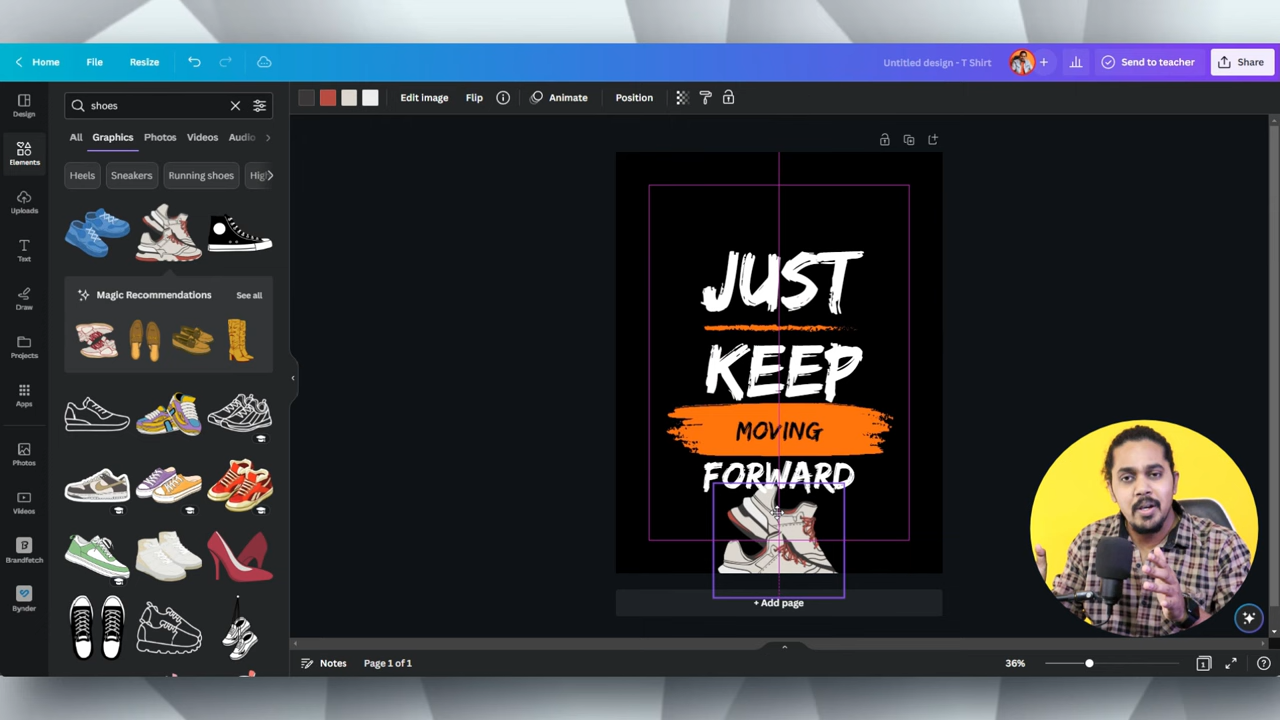 Home
File
Resize
Untitled design - T Shirt
+
Send to teacher
Share
Design
Elements
Uploads
Text
Draw
Projects
Apps
Photos
Videos
Brandfetch
Bynder
shoes
All
Graphics
Photos
Videos
Audio
Heels
Sneakers
Running shoes
Magic Recommendations
See all
Edit image
Flip
Animate
Position
JUST
KEEP
MOVING
FORWARD
+ Add page
Notes
Page 1 of 1
36%
1